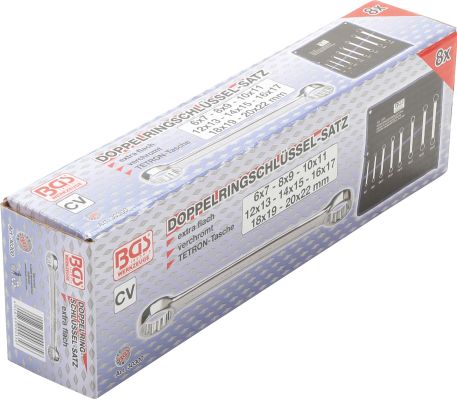 DOPPELRINGSCHLÜSSEL-SATZ
extra flach
verchromt
TETRON-Tasche
6x7 - 8x9 - 10x11
12x13 - 14x15 - 16x17
18x19 - 20x22 mm
8x
BGS
WERKZEUGE
CV
DOPPELRINGSCHLÜSSEL-SATZ
extra flach
verchromt
TETRON-Tasche
6x7 - 8x9 - 10x11
12x13 - 14x15 - 16x17
18x19 - 20x22 mm
8x
BGS
WERKZEUGE
CV
DOPPELRING-
SCHLÜSSEL-SATZ
extra flach